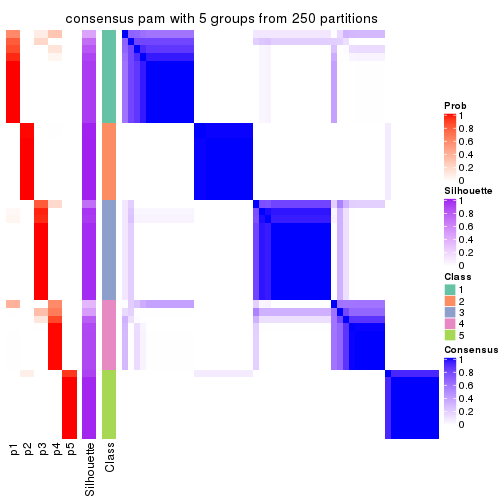 consensus pam with 5 groups from 250 partitions
Prob
1
0.8
0.6
0.4
0.2
0
Silhouette
1
0.8
0.6
0.4
0.2
0
Class
1
2
3
4
5
Consensus
1
0.8
0.6
0.4
0.2
0
p1
p2
p3
p4
p5
Silhouette
Class